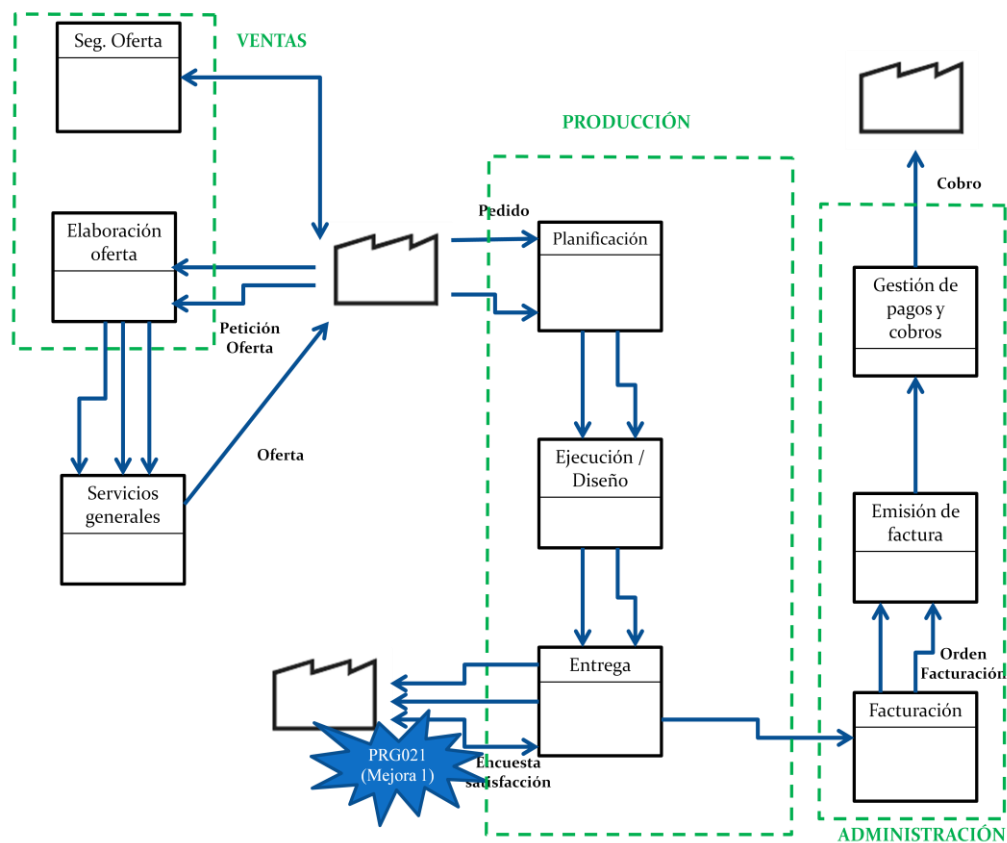 Seg. Oferta
VENTAS
PRODUCCIÓN
Cobro
Elaboración
oferta
Pedido
Planificación
Gestión de
pagos y
cobros
Petición
Oferta
Oferta
Servicios
generales
Ejecución /
Diseño
Emisión de
factura
Entrega
Orden
Facturación
Facturación
PRG021
(Mejora 1)
Encuesta
satisfacción
ADMINISTRACIÓN